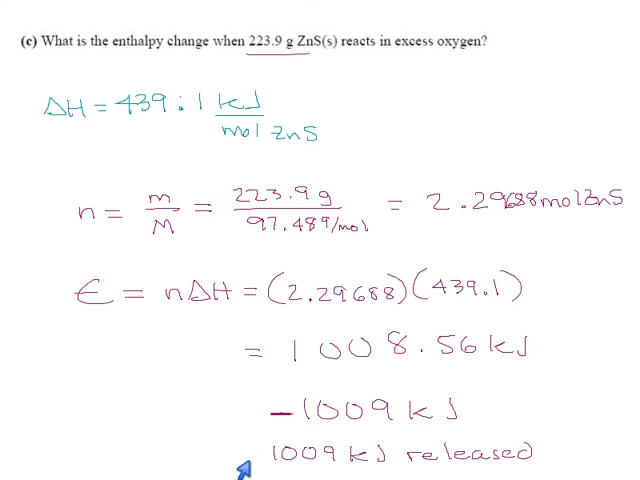 (c) What is the enthalpy change when 223.9 g ZnS(s) reacts in excess oxygen?
ΔH = 439.1 kJ/mol ZnS
n = m/M = 223.9 g/97.48 g/mol = 2.29688 mol ZnS
E = nΔH = (2.29688)(439.1)
= 1008.56 kJ
-1009 kJ
1009 kJ released